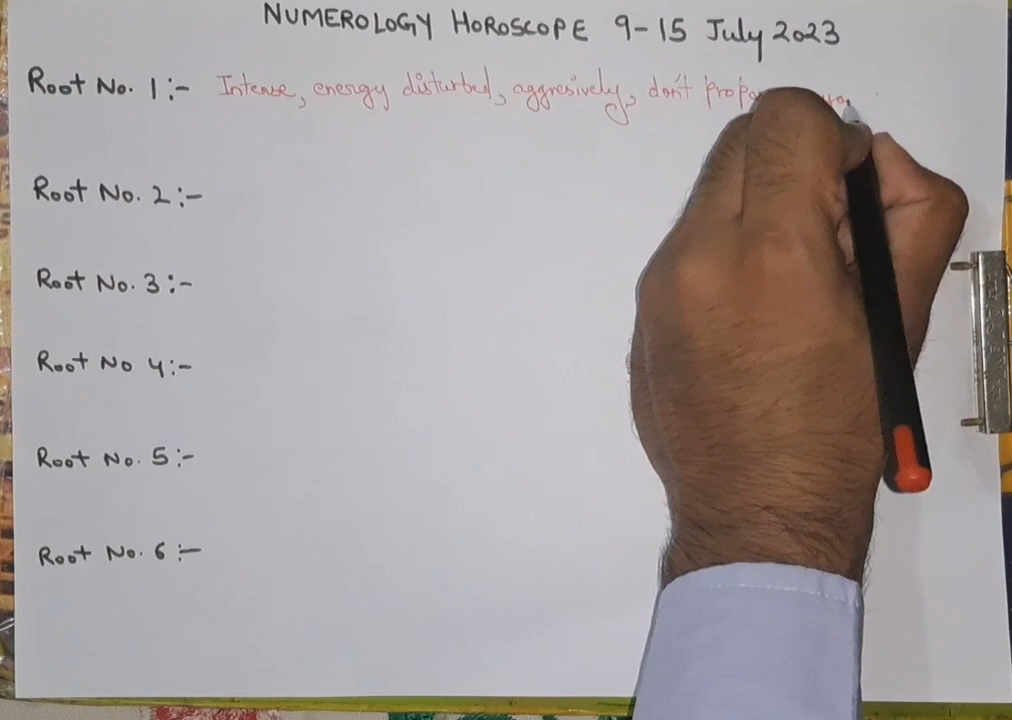 NUMEROLOGY HOROSCOPE 9-15 July 2023
Root No. 1:- Intense, energy disturbed, aggresively, don't
Root No. 2:-
Root No. 3:-
Root No 4:-
Root No. 5:-
Root No. 6:-